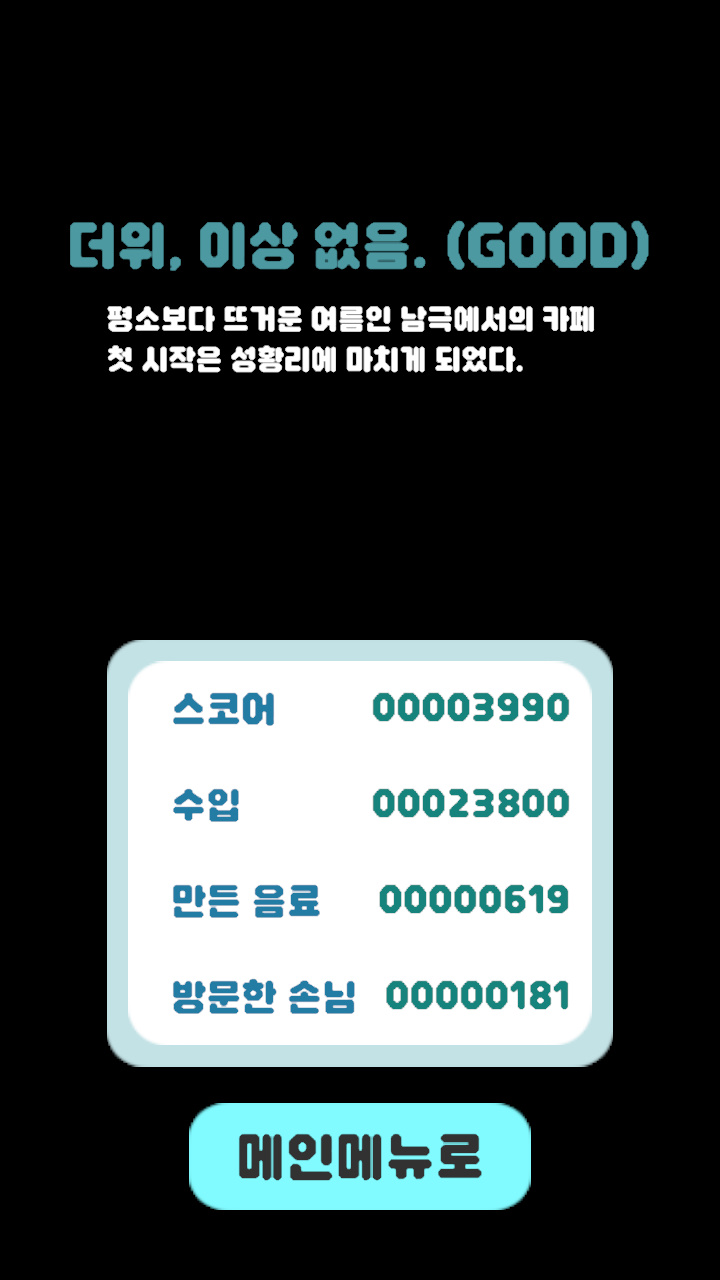 더위, 이상 없음. (GOOD)
평소보다 뜨거운 여름인 남극에서의 카페
첫 시작은 성황리에 마치게 되었다.
스코어 00003990
수입 00023800
만든 음료 00000619
방문한 손님 00000181
메인메뉴로